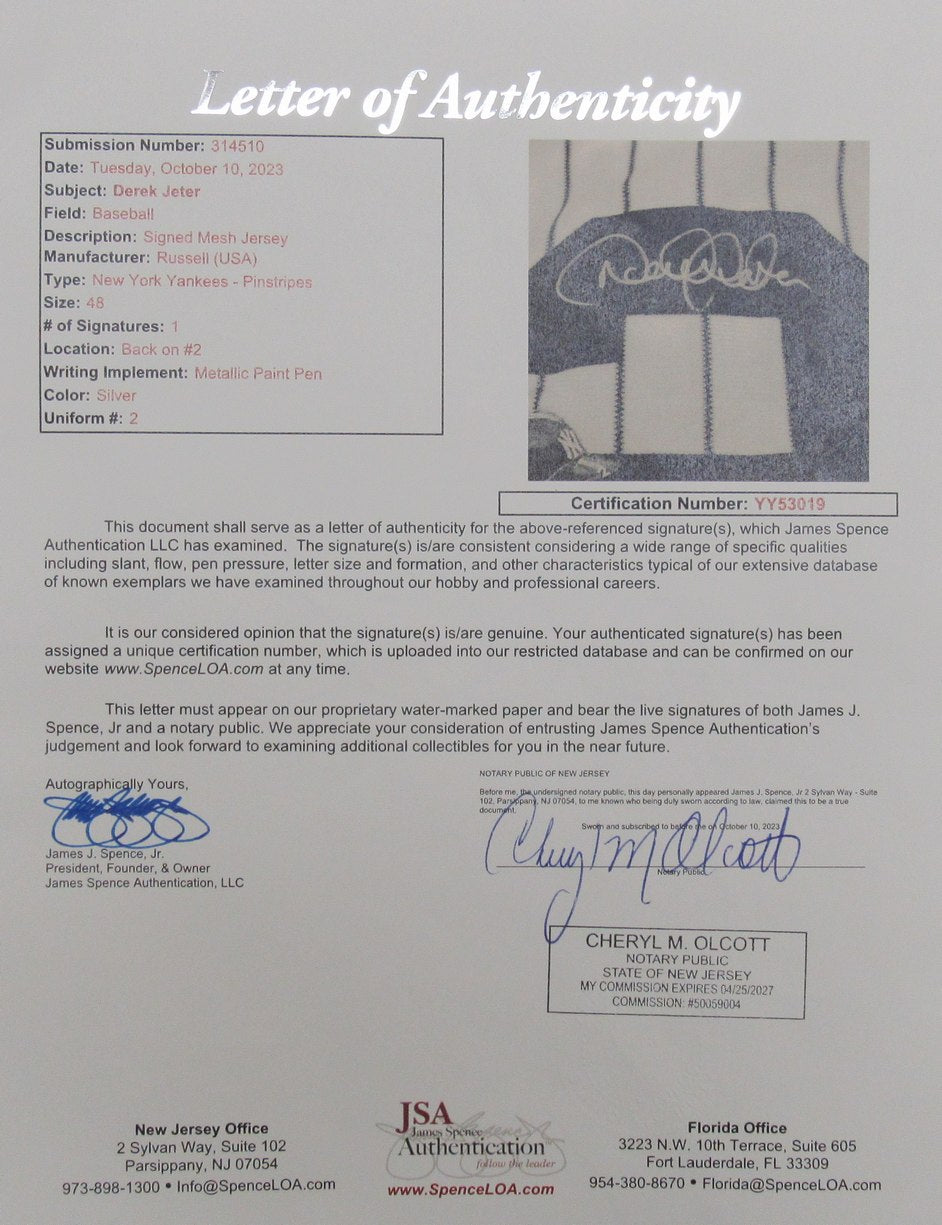 Letter of Authenticity
Submission Number: 314510
Date: Tuesday, October 10, 2023
Subject: Derek Jeter
Field: Baseball
Description: Signed Mesh Jersey
Manufacturer: Russell (USA)
Type: New York Yankees - Pinstripes
Size: 48
# of Signatures: 1
Location: Back on #2
Writing Implement: Metallic Paint Pen
Color: Silver
Uniform #: 2
Certification Number: YY53019
This document shall serve as a letter of authenticity for the above-referenced signature(s), which James Spence
Authentication LLC has examined. The signature(s) is/are consistent considering a wide range of specific qualities
including slant, flow, pen pressure, letter size and formation, and other characteristics typical of our extensive database
of known exemplars we have examined throughout our hobby and professional careers.
It is our considered opinion that the signature(s) is/are genuine. Your authenticated signature(s) has been
assigned a unique certification number, which is uploaded into our restricted database and can be confirmed on our
website www.SpenceLOA.com at any time.
This letter must appear on our proprietary water-marked paper and bear the live signatures of both James J.
Spence, Jr and a notary public. We appreciate your consideration of entrusting James Spence Authentication's
judgement and look forward to examining additional collectibles for you in the near future.
Autographically Yours,
James J. Spence, Jr.
President, Founder, & Owner
James Spence Authentication, LLC
NOTARY PUBLIC OF NEW JERSEY
Before me, the undersigned notary public, this day personally appeared James J. Spence, Jr 2 Sylvan Way - Suite
102, Parsippany, NJ 07054, to me known who being duly sworn according to law, claimed this to be a true
document.
Sworn and subscribed to before me on October 10, 2023
Cheryl M Olcott
Notary Public
CHERYL M. OLCOTT
NOTARY PUBLIC
STATE OF NEW JERSEY
MY COMMISSION EXPIRES 04/25/2027
COMMISSION: #50059004
New Jersey Office
2 Sylvan Way, Suite 102
Parsippany, NJ 07054
973-898-1300 • Info@SpenceLOA.com
JSA
James Spence
Authentication
follow the leader
www.SpenceLOA.com
Florida Office
3223 N.W. 10th Terrace, Suite 605
Fort Lauderdale, FL 33309
954-380-8670 • Florida@SpenceLOA.com